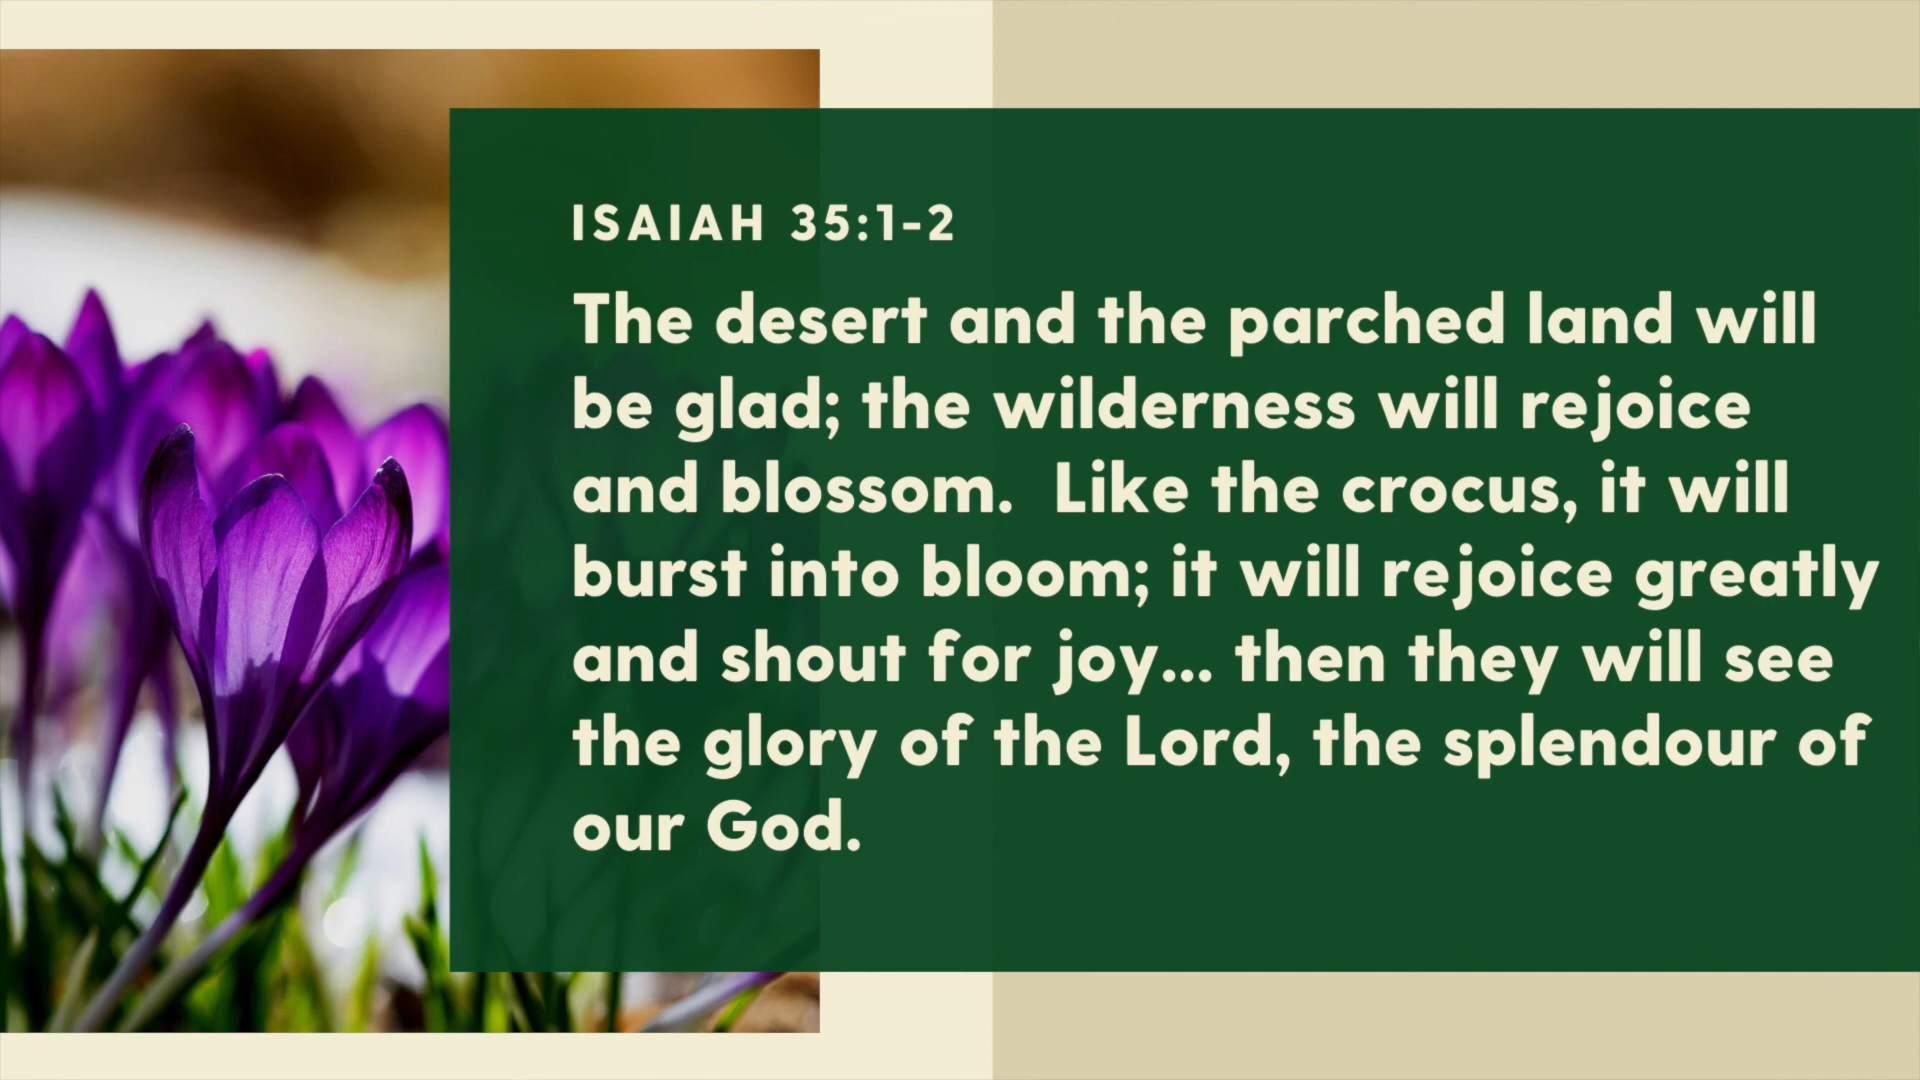 ISAIAH 35:1-2
The desert and the parched land will
be glad; the wilderness will rejoice
and blossom.  Like the crocus, it will
burst into bloom; it will rejoice greatly
and shout for joy... then they will see
the glory of the Lord, the splendour of
our God.